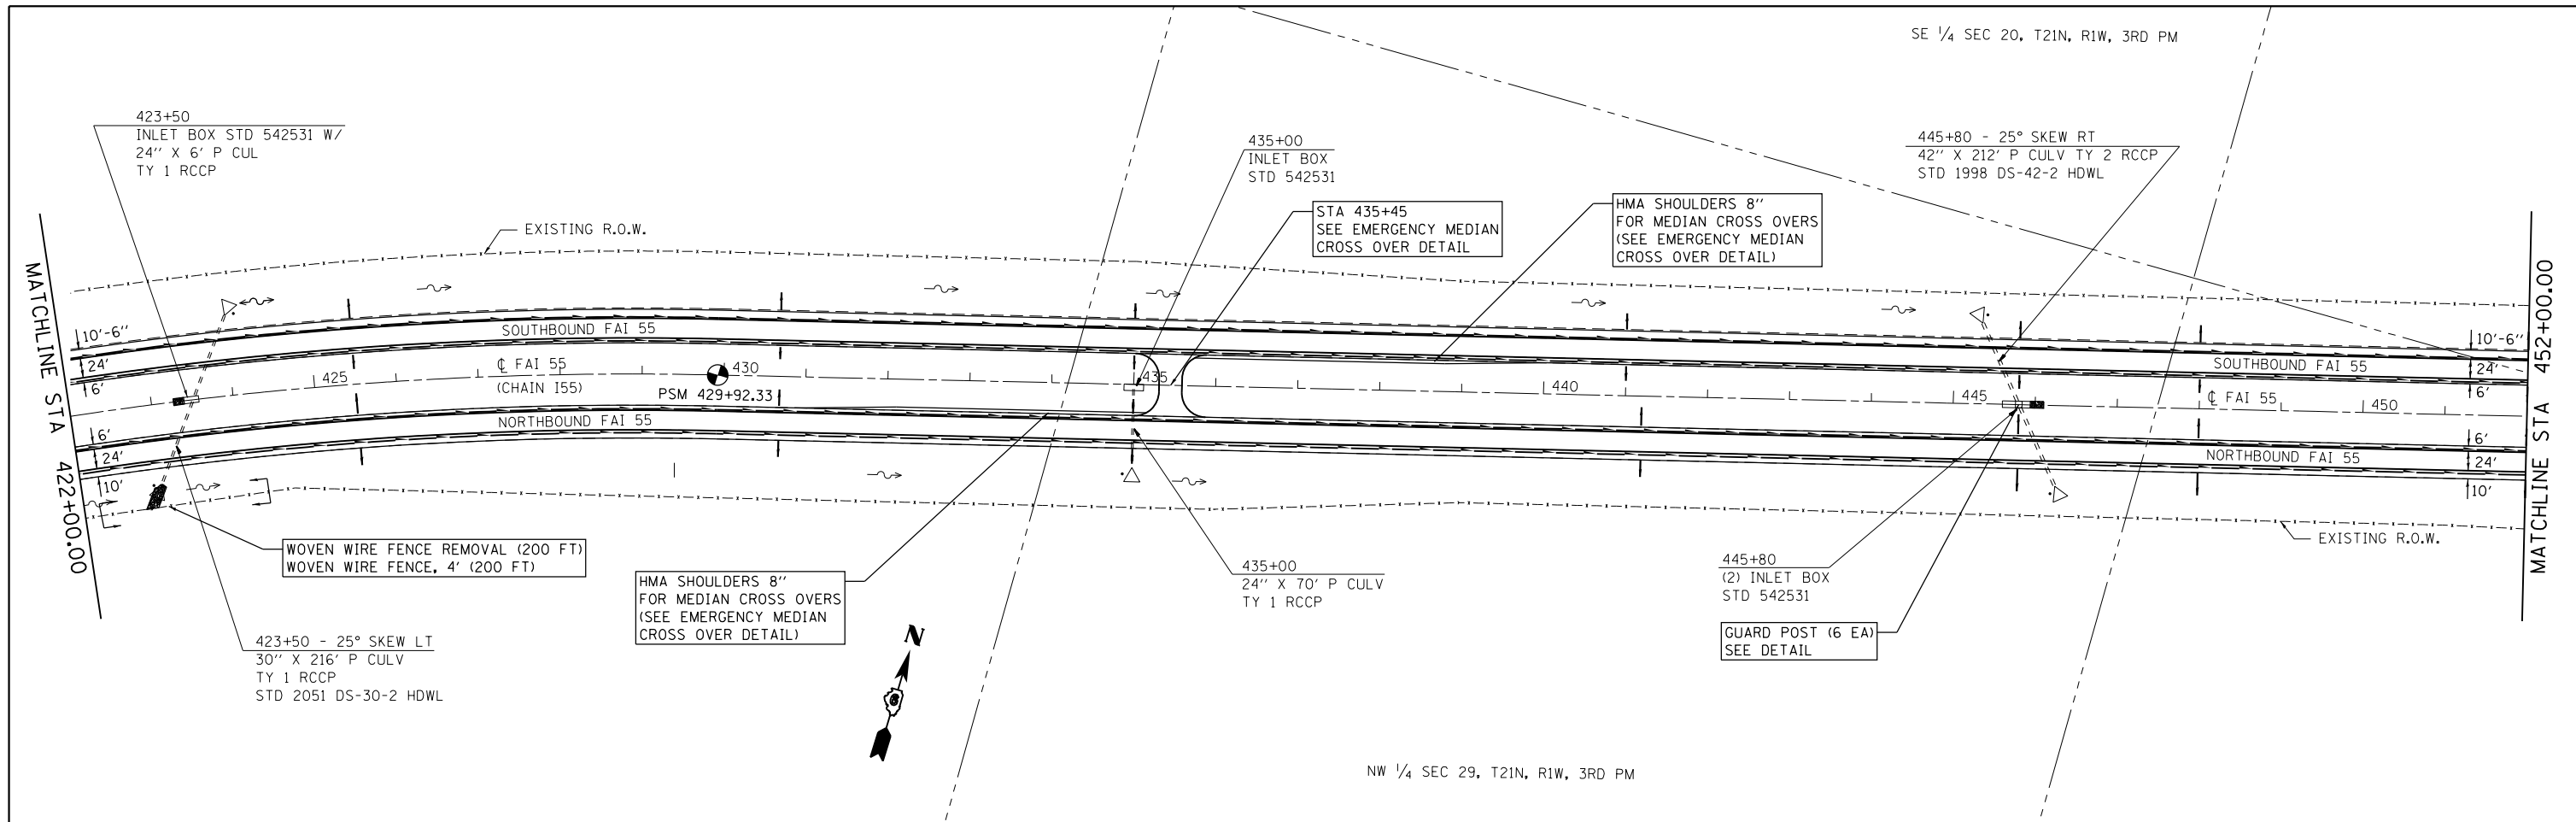 SE 1/4 SEC 20, T21N, R1W, 3RD PM
423+50
INLET BOX STD 542531 W/
24'' X 6' P CUL
TY 1 RCCP
435+00
INLET BOX
STD 542531
445+80 - 25° SKEW RT
42'' X 212' P CULV TY 2 RCCP
STD 1998 DS-42-2 HDWL
STA 435+45
SEE EMERGENCY MEDIAN
CROSS OVER DETAIL
HMA SHOULDERS 8''
FOR MEDIAN CROSS OVERS
(SEE EMERGENCY MEDIAN
CROSS OVER DETAIL)
EXISTING R.O.W.
MATCHLINE STA 422+00.00
MATCHLINE STA 452+00.00
10'-6''
24'
6'
SOUTHBOUND FAI 55
℄ FAI 55
(CHAIN I55)
425
430
PSM 429+92.33
435
440
445
450
SOUTHBOUND FAI 55
℄ FAI 55
10'-6''
24'
6'
6'
24'
10'
NORTHBOUND FAI 55
NORTHBOUND FAI 55
6'
24'
10'
EXISTING R.O.W.
WOVEN WIRE FENCE REMOVAL (200 FT)
WOVEN WIRE FENCE, 4' (200 FT)
HMA SHOULDERS 8''
FOR MEDIAN CROSS OVERS
(SEE EMERGENCY MEDIAN
CROSS OVER DETAIL)
435+00
24'' X 70' P CULV
TY 1 RCCP
445+80
(2) INLET BOX
STD 542531
GUARD POST (6 EA)
SEE DETAIL
423+50 - 25° SKEW LT
30'' X 216' P CULV
TY 1 RCCP
STD 2051 DS-30-2 HDWL
N
NW 1/4 SEC 29, T21N, R1W, 3RD PM